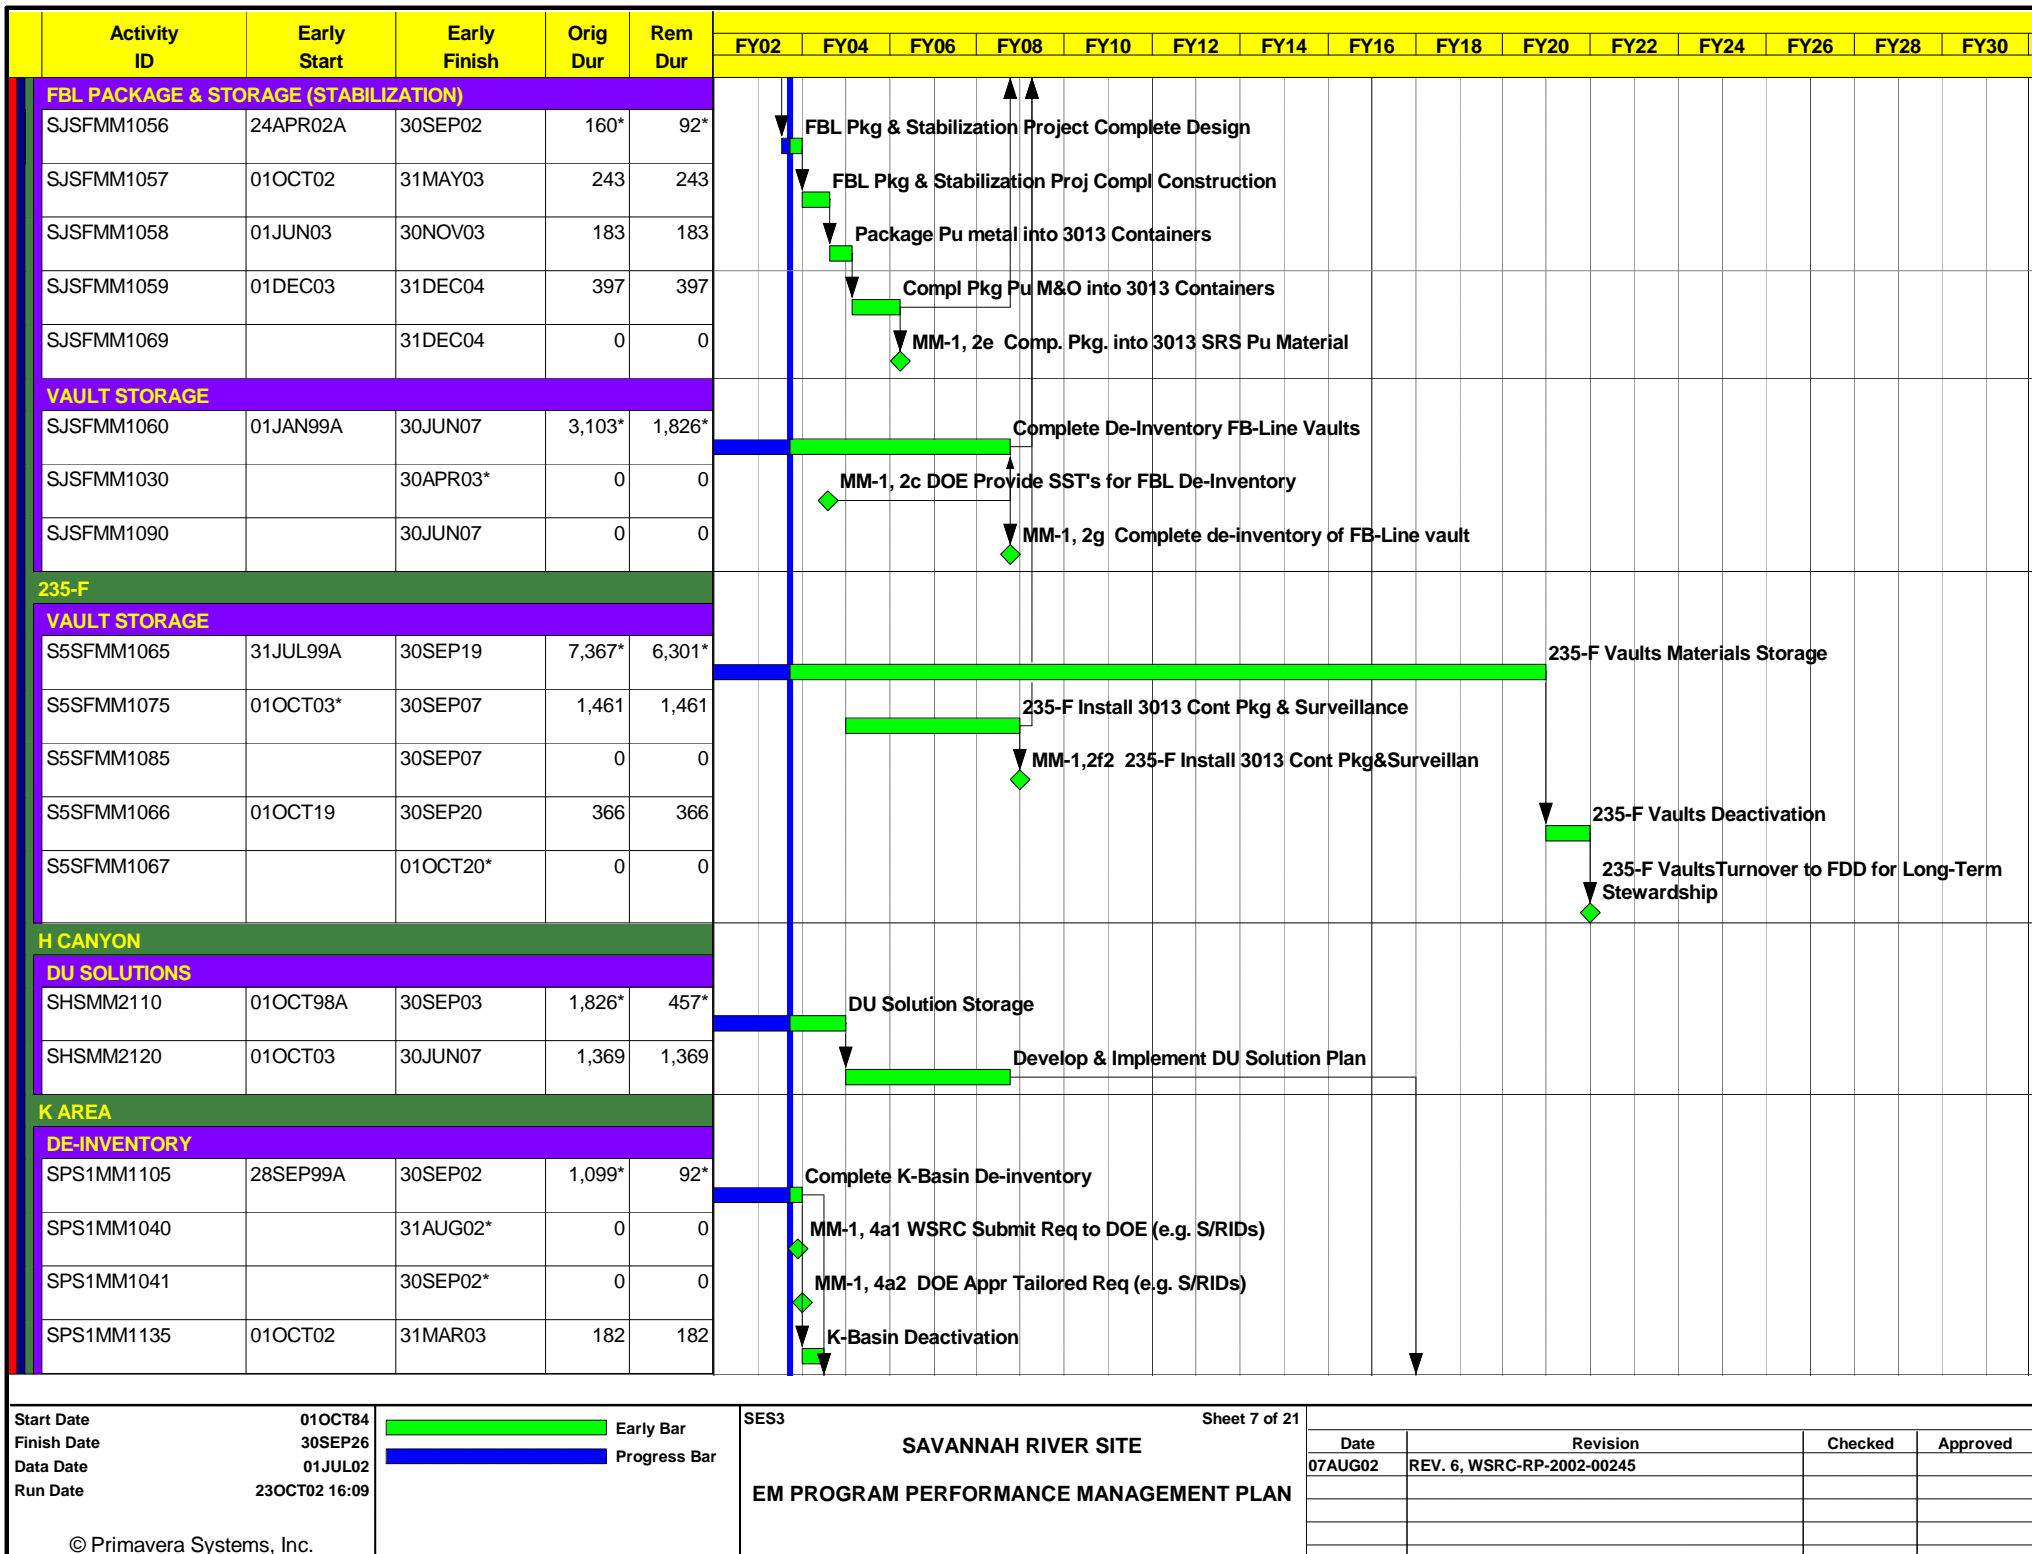 Activity ID Early Start Early Finish Orig Dur Rem Dur FY02 FY04 FY06 FY08 FY10 FY12 FY14 FY16 FY18 FY20 FY22 FY24 FY26 FY28 FY30
FBL PACKAGE & STORAGE (STABILIZATION)
SJSFMM1056 24APR02A 30SEP02 160* 92* FBL Pkg & Stabilization Project Complete Design
SJSFMM1057 01OCT02 31MAY03 243 243 FBL Pkg & Stabilization Proj Compl Construction
SJSFMM1058 01JUN03 30NOV03 183 183 Package Pu metal into 3013 Containers
SJSFMM1059 01DEC03 31DEC04 397 397 Compl Pkg Pu M&O into 3013 Containers
SJSFMM1069 31DEC04 0 0 MM-1, 2e Comp. Pkg. into 3013 SRS Pu Material
VAULT STORAGE
SJSFMM1060 01JAN99A 30JUN07 3,103* 1,826* Complete De-Inventory FB-Line Vaults
SJSFMM1030 30APR03* 0 0 MM-1, 2c DOE Provide SST's for FBL De-Inventory
SJSFMM1090 30JUN07 0 0 MM-1, 2g Complete de-inventory of FB-Line vault
235-F
VAULT STORAGE
S5SFMM1065 31JUL99A 30SEP19 7,367* 6,301* 235-F Vaults Materials Storage
S5SFMM1075 01OCT03* 30SEP07 1,461 1,461 235-F Install 3013 Cont Pkg & Surveillance
S5SFMM1085 30SEP07 0 0 MM-1,2f2 235-F Install 3013 Cont Pkg&Surveillan
S5SFMM1066 01OCT19 30SEP20 366 366 235-F Vaults Deactivation
S5SFMM1067 01OCT20* 0 0 235-F VaultsTurnover to FDD for Long-Term
Stewardship
H CANYON
DU SOLUTIONS
SHSMM2110 01OCT98A 30SEP03 1,826* 457* DU Solution Storage
SHSMM2120 01OCT03 30JUN07 1,369 1,369 Develop & Implement DU Solution Plan
K AREA
DE-INVENTORY
SPS1MM1105 28SEP99A 30SEP02 1,099* 92* Complete K-Basin De-inventory
SPS1MM1040 31AUG02* 0 0 MM-1, 4a1 WSRC Submit Req to DOE (e.g. S/RIDs)
SPS1MM1041 30SEP02* 0 0 MM-1, 4a2 DOE Appr Tailored Req (e.g. S/RIDs)
SPS1MM1135 01OCT02 31MAR03 182 182 K-Basin Deactivation
Start Date 01OCT84
Finish Date 30SEP26
Data Date 01JUL02
Run Date 23OCT02 16:09
© Primavera Systems, Inc.
Early Bar
Progress Bar
SES3
Sheet 7 of 21
SAVANNAH RIVER SITE
EM PROGRAM PERFORMANCE MANAGEMENT PLAN
Date Revision Checked Approved
07AUG02 REV. 6, WSRC-RP-2002-00245